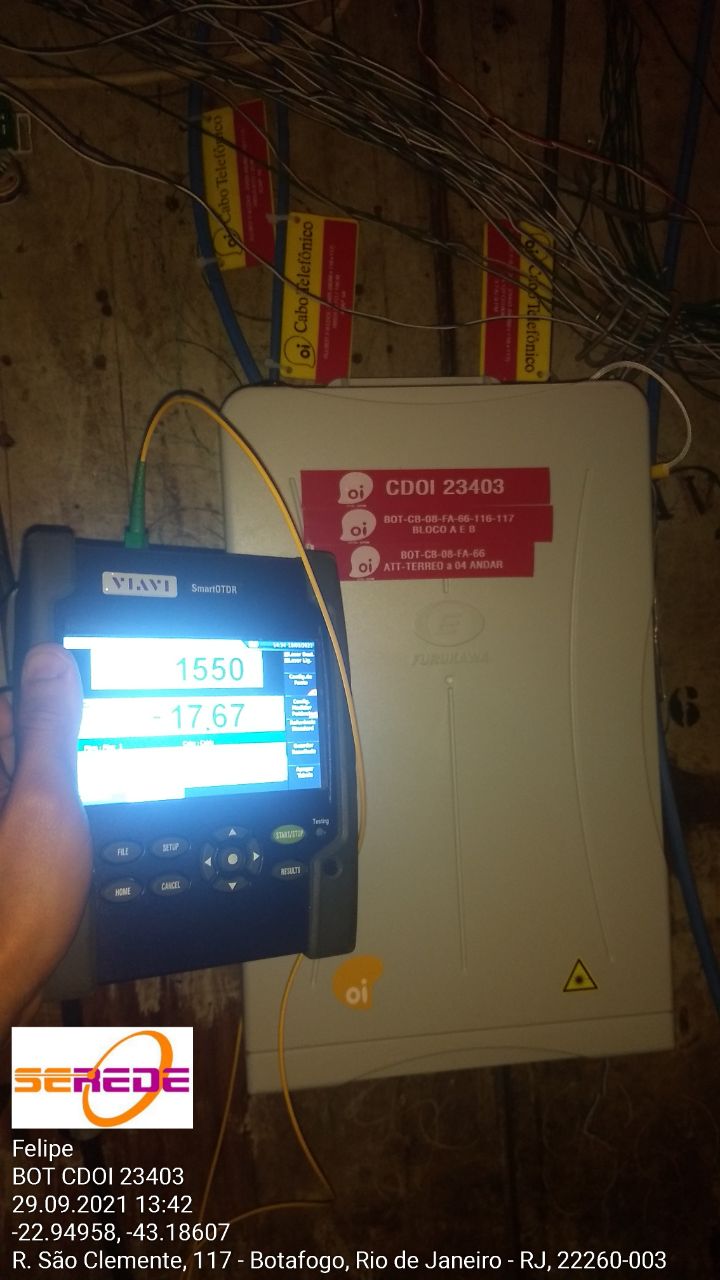 oi Cabo Telefônico
oi Cabo Telefônico
oi Cabo Telefônico
oi CDOI 23403
oi BOT-CB-08-FA-66-116-117
BLOCO A E B
oi BOT-CB-08-FA-66
ATT-TERREO a 04 ANDAR
F
FURUKAWA
VIAVI SmartOTDR
1550
-17,67
Testing
FILE SETUP START/STOP
HOME CANCEL RESULTS
oi
SEREDE
Felipe
BOT CDOI 23403
29.09.2021 13:42
-22.94958, -43.18607
R. São Clemente, 117 - Botafogo, Rio de Janeiro - RJ, 22260-003